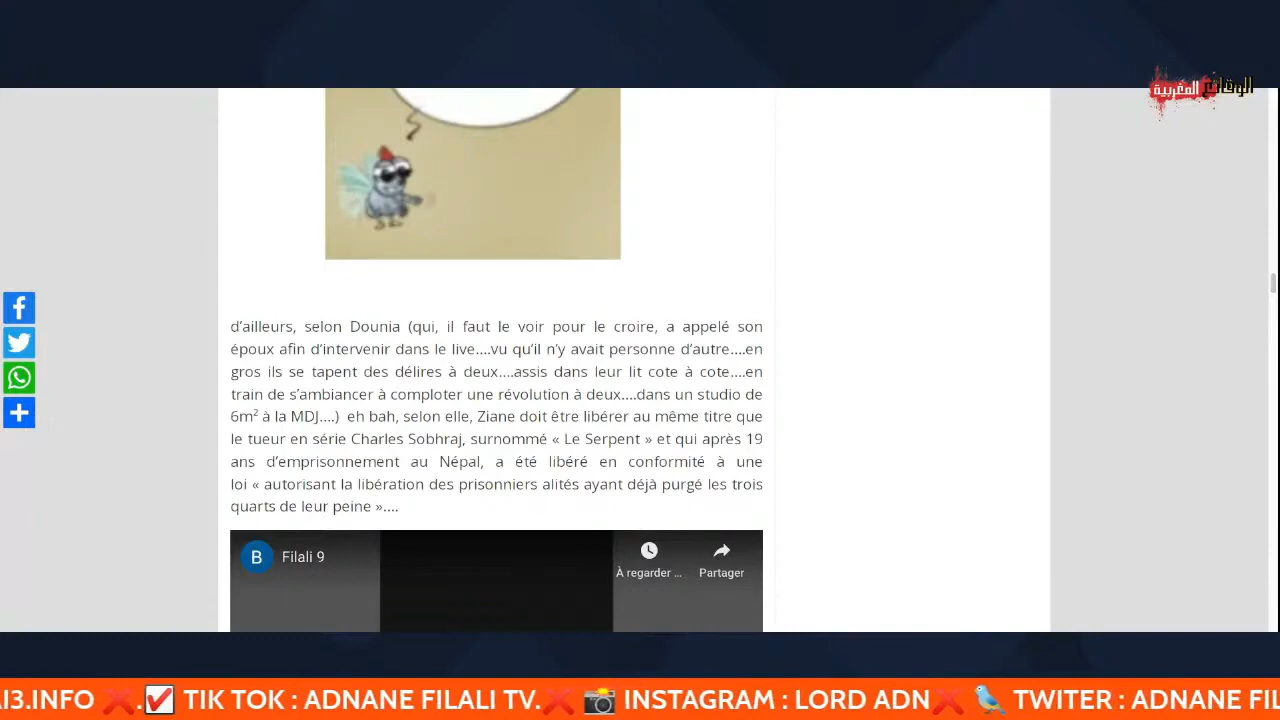 الوقائع المغربية
d’ailleurs, selon Dounia (qui, il faut le voir pour le croire, a appelé son
époux afin d’intervenir dans le live....vu qu’il n’y avait personne d’autre....en
gros ils se tapent des délires à deux....assis dans leur lit cote à cote....en
train de s’ambiancer à comploter une révolution à deux....dans un studio de
6m² à la MDJ....) eh bah, selon elle, Ziane doit être libérer au même titre que
le tueur en série Charles Sobhraj, surnommé « Le Serpent » et qui après 19
ans d’emprisonnement au Népal, a été libéré en conformité à une
loi « autorisant la libération des prisonniers alités ayant déjà purgé les trois
quarts de leur peine »....
B Filali 9
À regarder ... Partager
AI3.INFO ❌.☑ TIK TOK : ADNANE FILALI TV.❌ 📸 INSTAGRAM : LORD ADN❌ 🐦 TWITER : ADNANE FIL